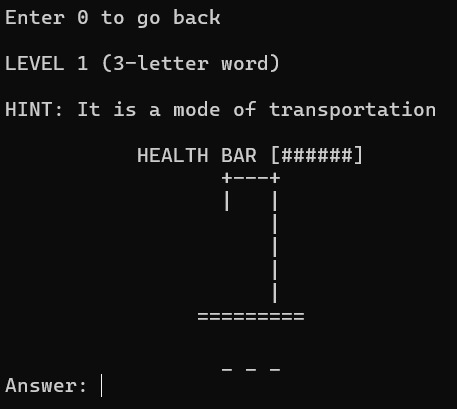 Enter 0 to go back
LEVEL 1 (3-letter word)
HINT: It is a mode of transportation
HEALTH BAR [######]
+---+
|   |
    |
    |
    |
    |
=========
_ _ _
Answer: